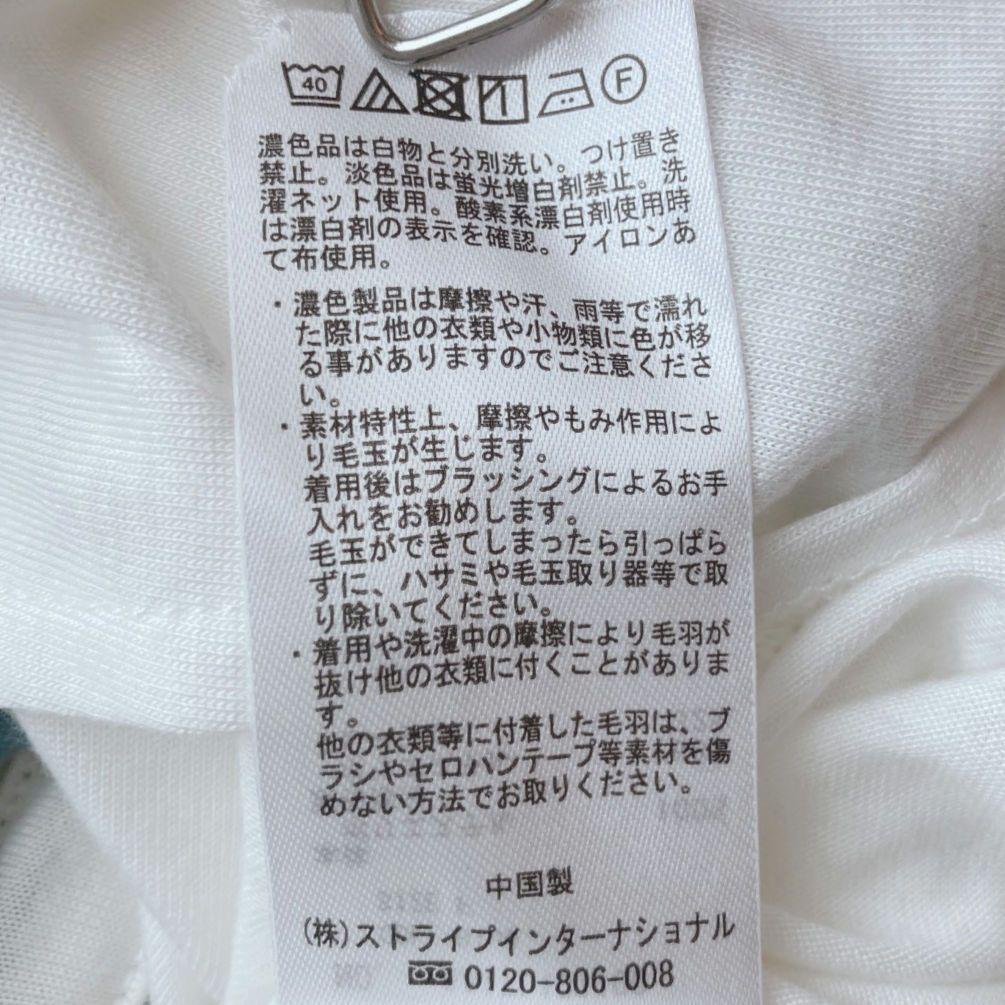 40 F
濃色品は白物と分別洗い。つけ置き
禁止。淡色品は蛍光増白剤禁止。洗
濯ネット使用。酸素系漂白剤使用時
は漂白剤の表示を確認。アイロンあ
て布使用。
・濃色製品は摩擦や汗、雨等で濡れ
た際に他の衣類や小物類に色が移
る事がありますのでご注意くださ
い。
・素材特性上、摩擦やもみ作用によ
り毛玉が生じます。
着用後はブラッシングによるお手
入れをお勧めします。
毛玉ができてしまったら引っぱら
ずに、ハサミや毛玉取り器等で取
り除いてください。
・着用や洗濯中の摩擦により毛羽が
抜け他の衣類に付くことがありま
す。
他の衣類等に付着した毛羽は、ブ
ラシやセロハンテープ等素材を傷
めない方法でお取りください。
中国製
(株)ストライプインターナショナル
0120-806-008